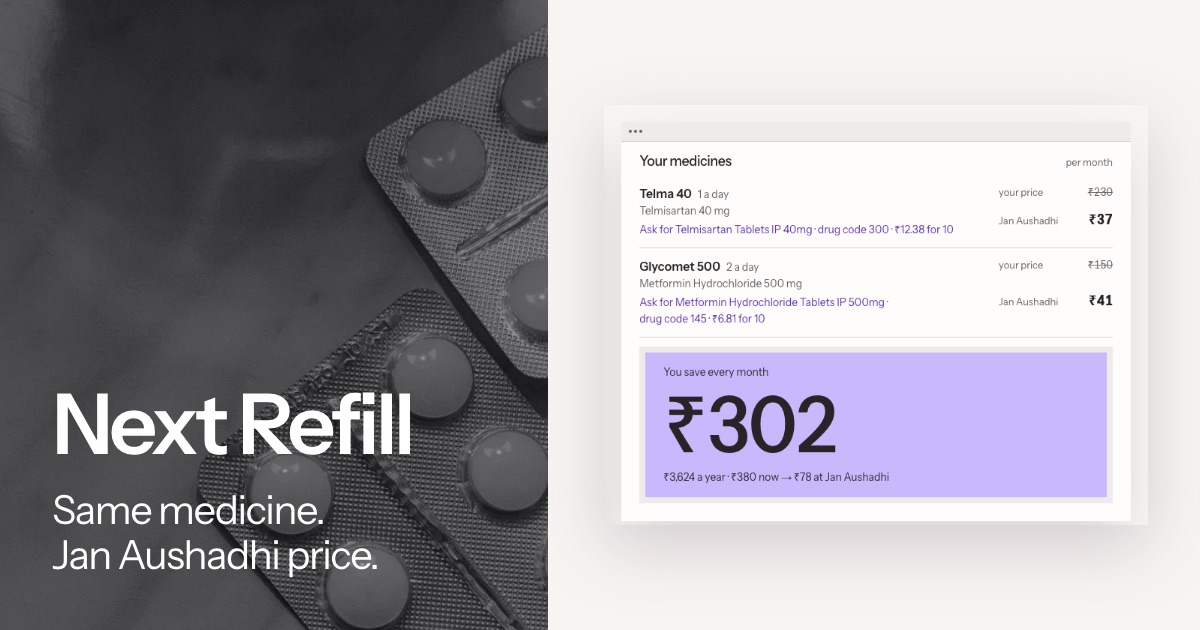 Next Refill
Same medicine.
Jan Aushadhi price.
Your medicines
per month
Telma 40 1 a day
your price ₹230
Telmisartan 40 mg
Jan Aushadhi ₹37
Ask for Telmisartan Tablets IP 40mg · drug code 300 · ₹12.38 for 10
Glycomet 500 2 a day
your price ₹150
Metformin Hydrochloride 500 mg
Ask for Metformin Hydrochloride Tablets IP 500mg ·
Jan Aushadhi ₹41
drug code 145 · ₹6.81 for 10
You save every month
₹302
₹3,624 a year · ₹380 now → ₹78 at Jan Aushadhi